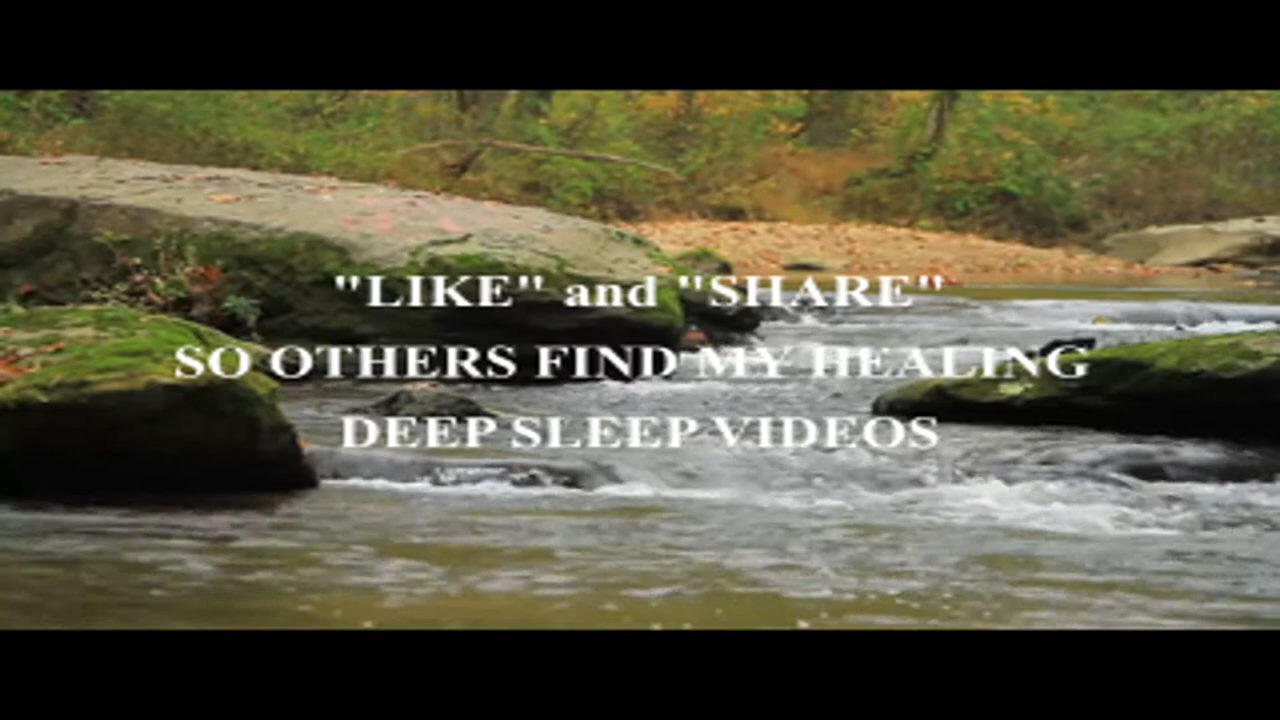 "LIKE" and "SHARE"
SO OTHERS FIND MY HEALING
DEEP SLEEP VIDEOS